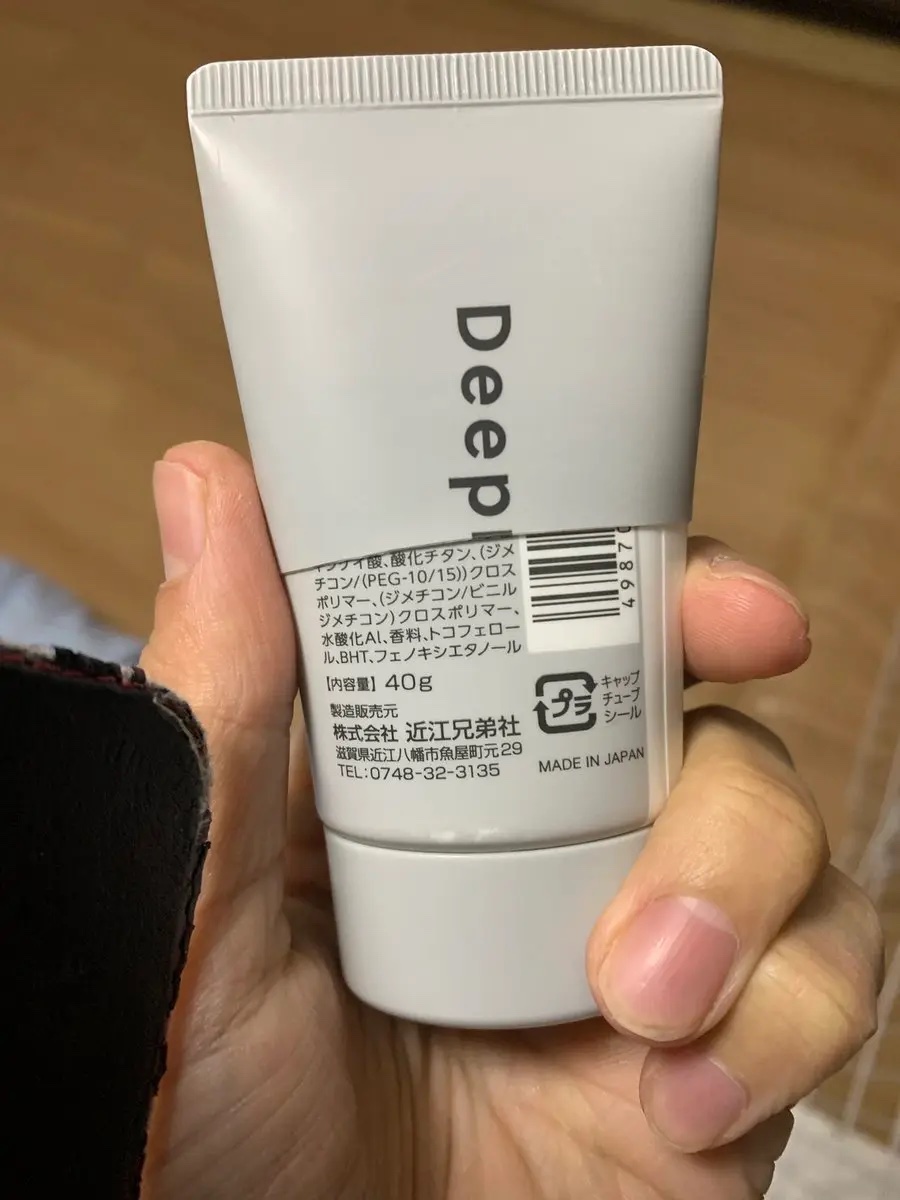 Deep
ケイ酸、酸化チタン、(ジメ
チコン/(PEG-10/15))クロス
ポリマー、(ジメチコン/ビニル
ジメチコン)クロスポリマー、
水酸化Al、香料、トコフェロー
ル、BHT、フェノキシエタノール
【内容量】40g
製造販売元
株式会社 近江兄弟社
滋賀県近江八幡市魚屋町元29
TEL:0748-32-3135
49870
プラ
キャップ
チューブ
シール
MADE IN JAPAN